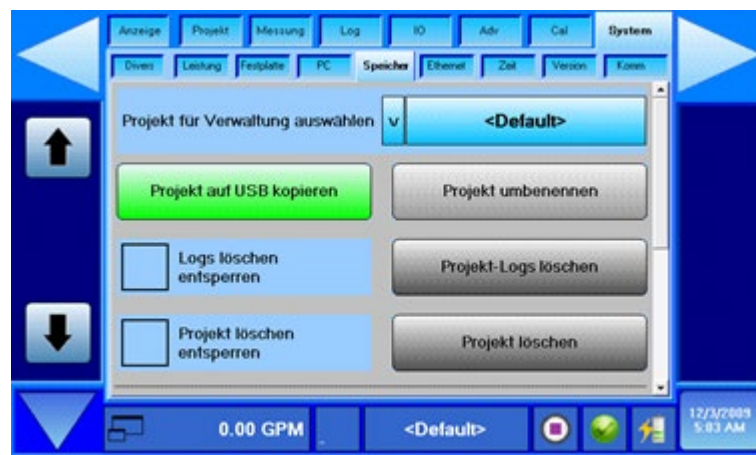 Anzeige Projekt Messung Log IO Adv Cal System
Divers Leistung Festplatte PC Speicher Ethernet Zeit Version Komm
Projekt für Verwaltung auswählen v <Default>
Projekt auf USB kopieren Projekt umbenennen
Logs löschen
entsperren
Projekt-Logs löschen
Projekt löschen
entsperren
Projekt löschen
0.00 GPM _ <Default>
12/3/2009
5:03 AM